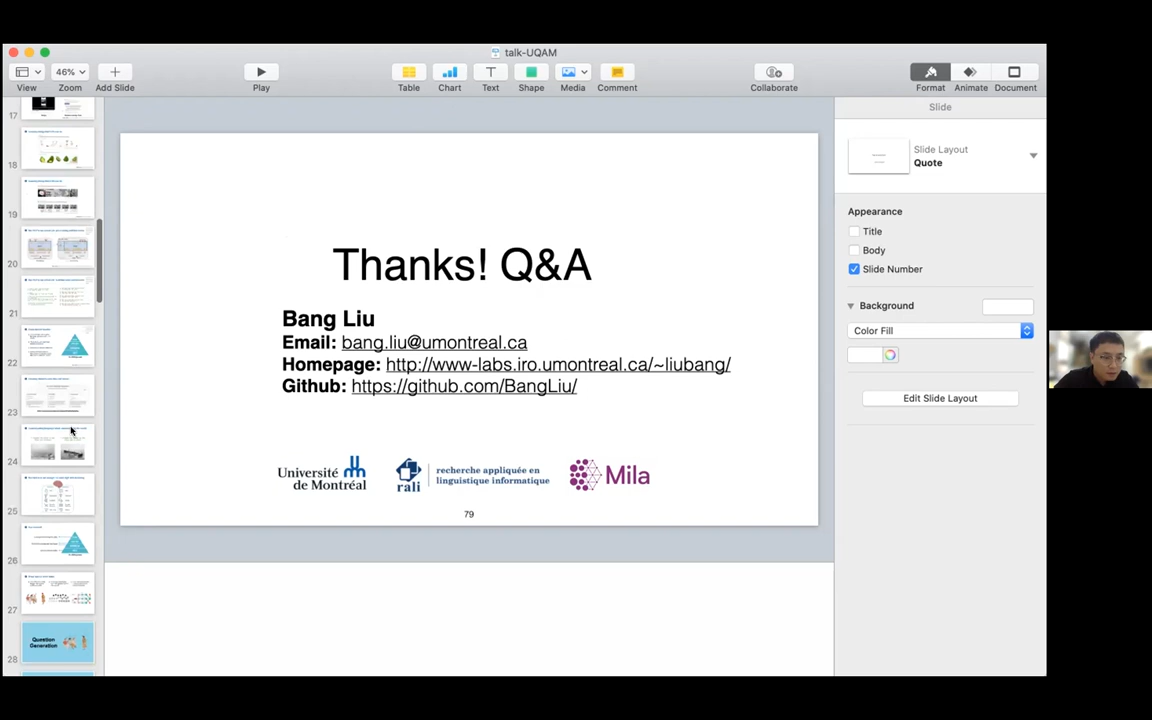 talk-UQAM
46%
View
Zoom
Add Slide
Play
Table
Chart
Text
Shape
Media
Comment
Collaborate
Format
Animate
Document
Slide
Slide Layout
Quote
Appearance
Title
Body
Slide Number
Background
Color Fill
Edit Slide Layout
17
18
19
20
21
22
23
24
25
26
27
28
Question
Generation
Thanks! Q&A
Bang Liu
Email: bang.liu@umontreal.ca
Homepage: http://www-labs.iro.umontreal.ca/~liubang/
Github: https://github.com/BangLiu/
Université
de Montréal
rali
recherche appliquée en
linguistique informatique
Mila
79